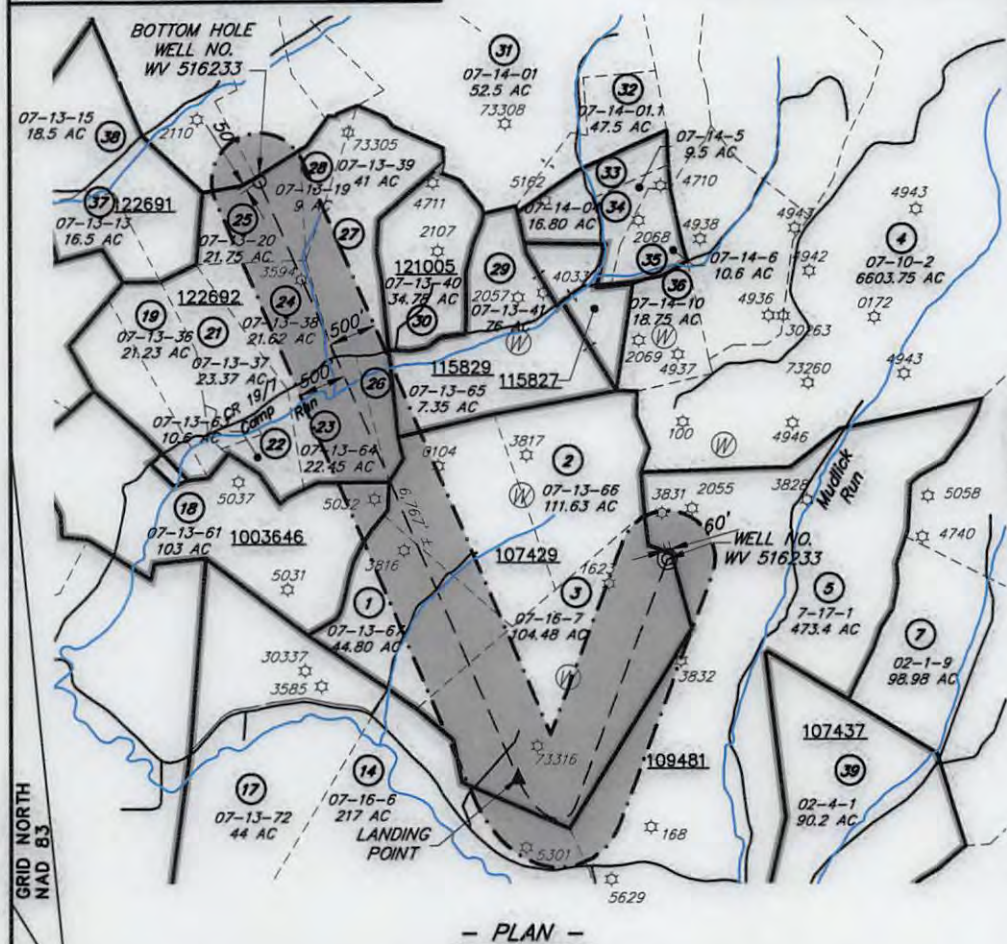 BOTTOM HOLE
WELL NO.
WV 516233
31
07-14-01
52.5 AC
73308
32
07-14-01.1
47.5 AC
07-14-5
9.5 AC
07-13-15
18.5 AC
38
2110
50'
73305
28
07-13-39
41 AC
07-13-19
9 AC
4711
5162
33
4710
07-14-04
16.80 AC
34
4943
4943
4
07-10-2
6603.75 AC
37
122691
07-13-13
16.5 AC
25
07-13-20
21.75 AC
27
2107
121005
07-13-40
34.78 AC
30
29
2057
07-13-41
76 AC
W
4033
2068
4938
35
36
07-14-6
10.6 AC
07-14-10
18.75 AC
W
4942
4936
30263
0172
3594
122692
19
07-13-36
21.23 AC
21
24
07-13-38
21.62 AC
500'
07-13-37
23.37 AC
500'
26
115829
07-13-65
7.35 AC
115827
2069
4937
73260
4943
CR 19/7
Camp Run
10.6 AC
22
23
07-13-64
22.45 AC
100
W
4946
3817
2
07-13-66
111.63 AC
W
5037
5032
6,767' ±
18
07-13-61
103 AC
1003646
3816
107429
3831
2055
60'
WELL NO.
WV 516233
3828
Mudlick
Run
5058
4740
5031
1
07-13-67
44.80 AC
1623
3
07-16-7
104.48 AC
W
5
7-17-1
473.4 AC
7
02-1-9
98.98 AC
30337
3585
3832
73316
109481
107437
39
02-4-1
90.2 AC
17
07-13-72
44 AC
14
07-16-6
217 AC
LANDING
POINT
5301
168
5629
GRID NORTH
NAD 83
- PLAN -